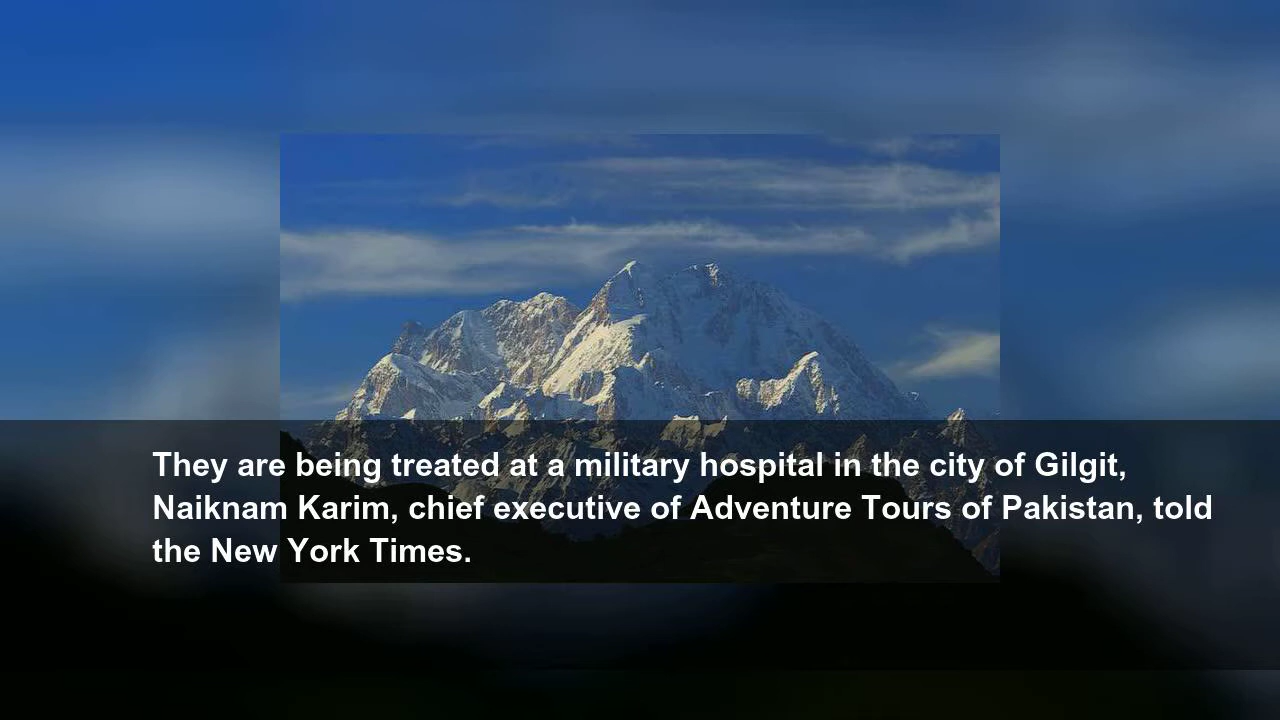 They are being treated at a military hospital in the city of Gilgit,
Naiknam Karim, chief executive of Adventure Tours of Pakistan, told
the New York Times.